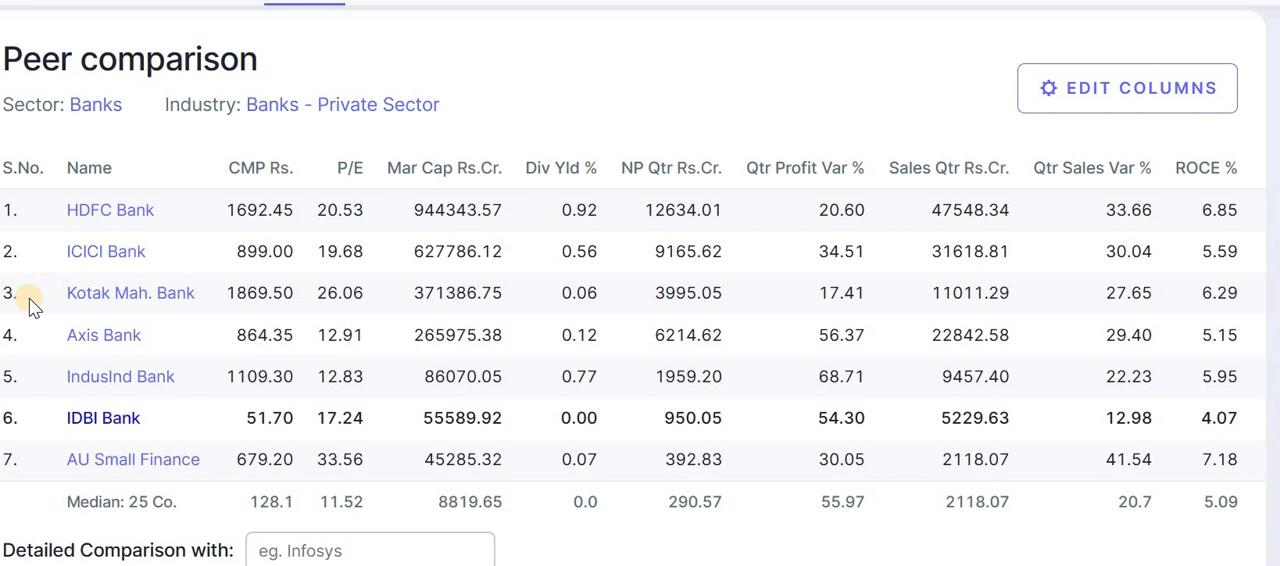 Peer comparison
Sector: Banks Industry: Banks - Private Sector
EDIT COLUMNS
S.No. Name CMP Rs. P/E Mar Cap Rs.Cr. Div Yld % NP Qtr Rs.Cr. Qtr Profit Var % Sales Qtr Rs.Cr. Qtr Sales Var % ROCE %
1. HDFC Bank 1692.45 20.53 944343.57 0.92 12634.01 20.60 47548.34 33.66 6.85
2. ICICI Bank 899.00 19.68 627786.12 0.56 9165.62 34.51 31618.81 30.04 5.59
3. Kotak Mah. Bank 1869.50 26.06 371386.75 0.06 3995.05 17.41 11011.29 27.65 6.29
4. Axis Bank 864.35 12.91 265975.38 0.12 6214.62 56.37 22842.58 29.40 5.15
5. IndusInd Bank 1109.30 12.83 86070.05 0.77 1959.20 68.71 9457.40 22.23 5.95
6. IDBI Bank 51.70 17.24 55589.92 0.00 950.05 54.30 5229.63 12.98 4.07
7. AU Small Finance 679.20 33.56 45285.32 0.07 392.83 30.05 2118.07 41.54 7.18
Median: 25 Co. 128.1 11.52 8819.65 0.0 290.57 55.97 2118.07 20.7 5.09
Detailed Comparison with: eg. Infosys